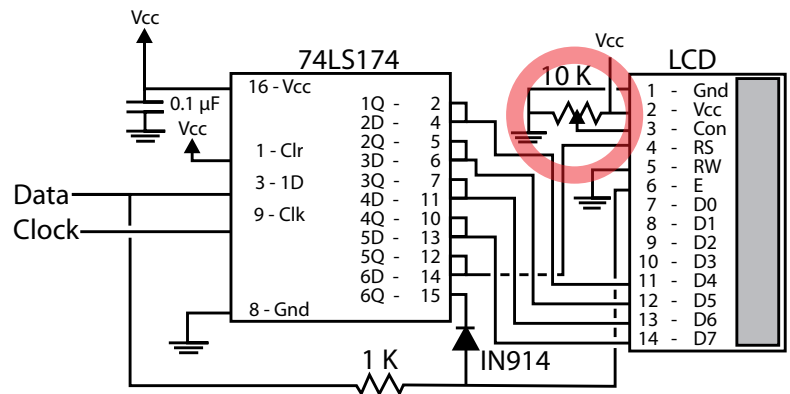 Vcc
74LS174
Vcc
LCD
10 K
16 - Vcc
0.1 µF
Vcc
1 - Clr
3 - 1D
9 - Clk
8 - Gnd
Data
Clock
1Q - 2
2D - 4
2Q - 5
3D - 6
3Q - 7
4D - 11
4Q - 10
5D - 13
5Q - 12
6D - 14
6Q - 15
1 - Gnd
2 - Vcc
3 - Con
4 - RS
5 - RW
6 - E
7 - D0
8 - D1
9 - D2
10 - D3
11 - D4
12 - D5
13 - D6
14 - D7
1 K
IN914